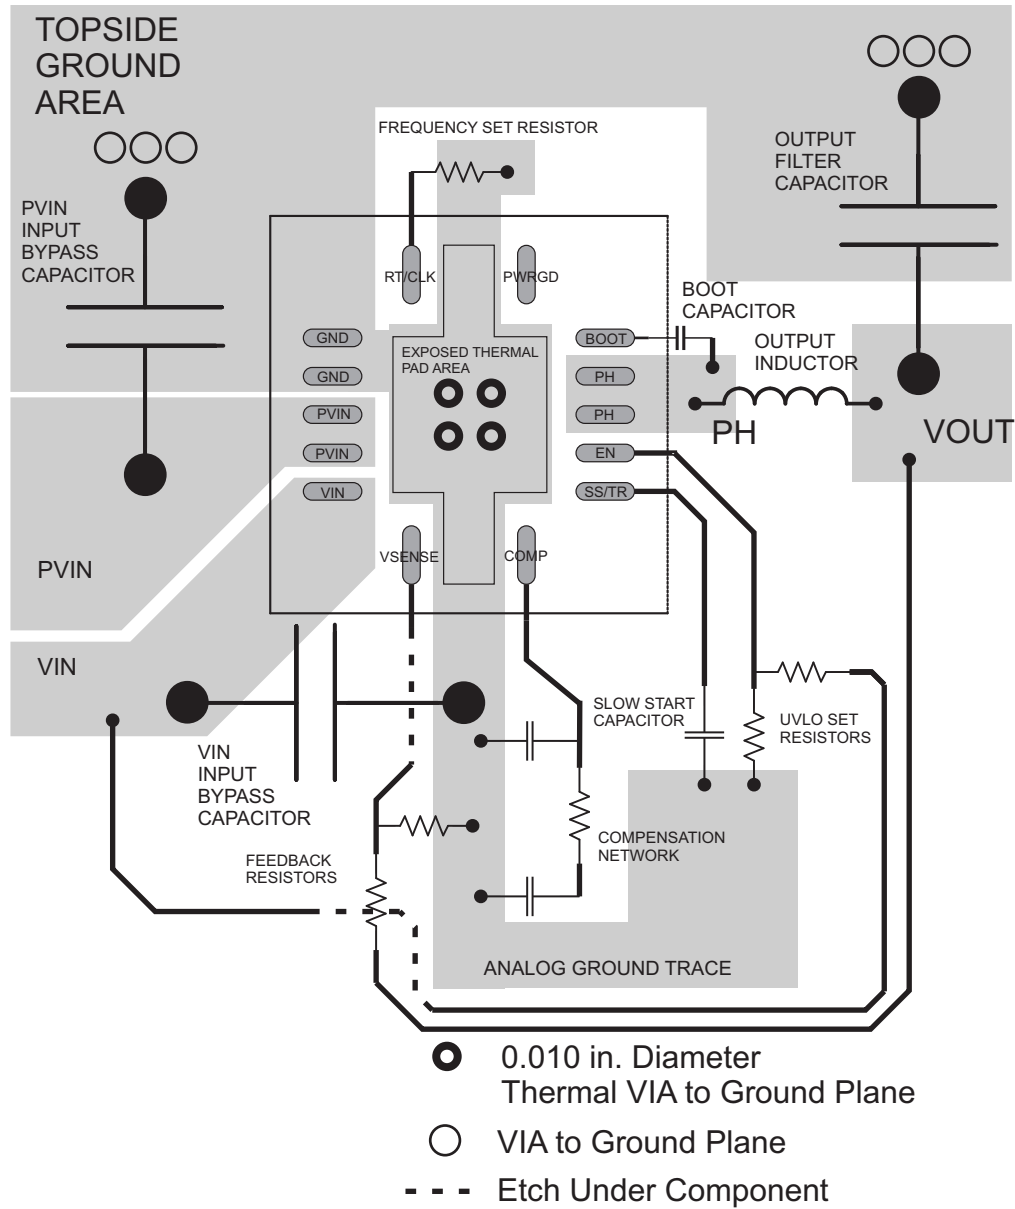 TOPSIDE
GROUND
AREA
FREQUENCY SET RESISTOR
OUTPUT
FILTER
CAPACITOR
PVIN
INPUT
BYPASS
CAPACITOR
RT/CLK
PWRGD
BOOT
CAPACITOR
GND
EXPOSED THERMAL
PAD AREA
BOOT
OUTPUT
INDUCTOR
GND
PH
PVIN
PH
PH
VOUT
PVIN
EN
VIN
SS/TR
VSENSE
COMP
PVIN
VIN
SLOW START
CAPACITOR
UVLO SET
RESISTORS
VIN
INPUT
BYPASS
CAPACITOR
COMPENSATION
NETWORK
FEEDBACK
RESISTORS
ANALOG GROUND TRACE
0.010 in. Diameter
Thermal VIA to Ground Plane
VIA to Ground Plane
Etch Under Component